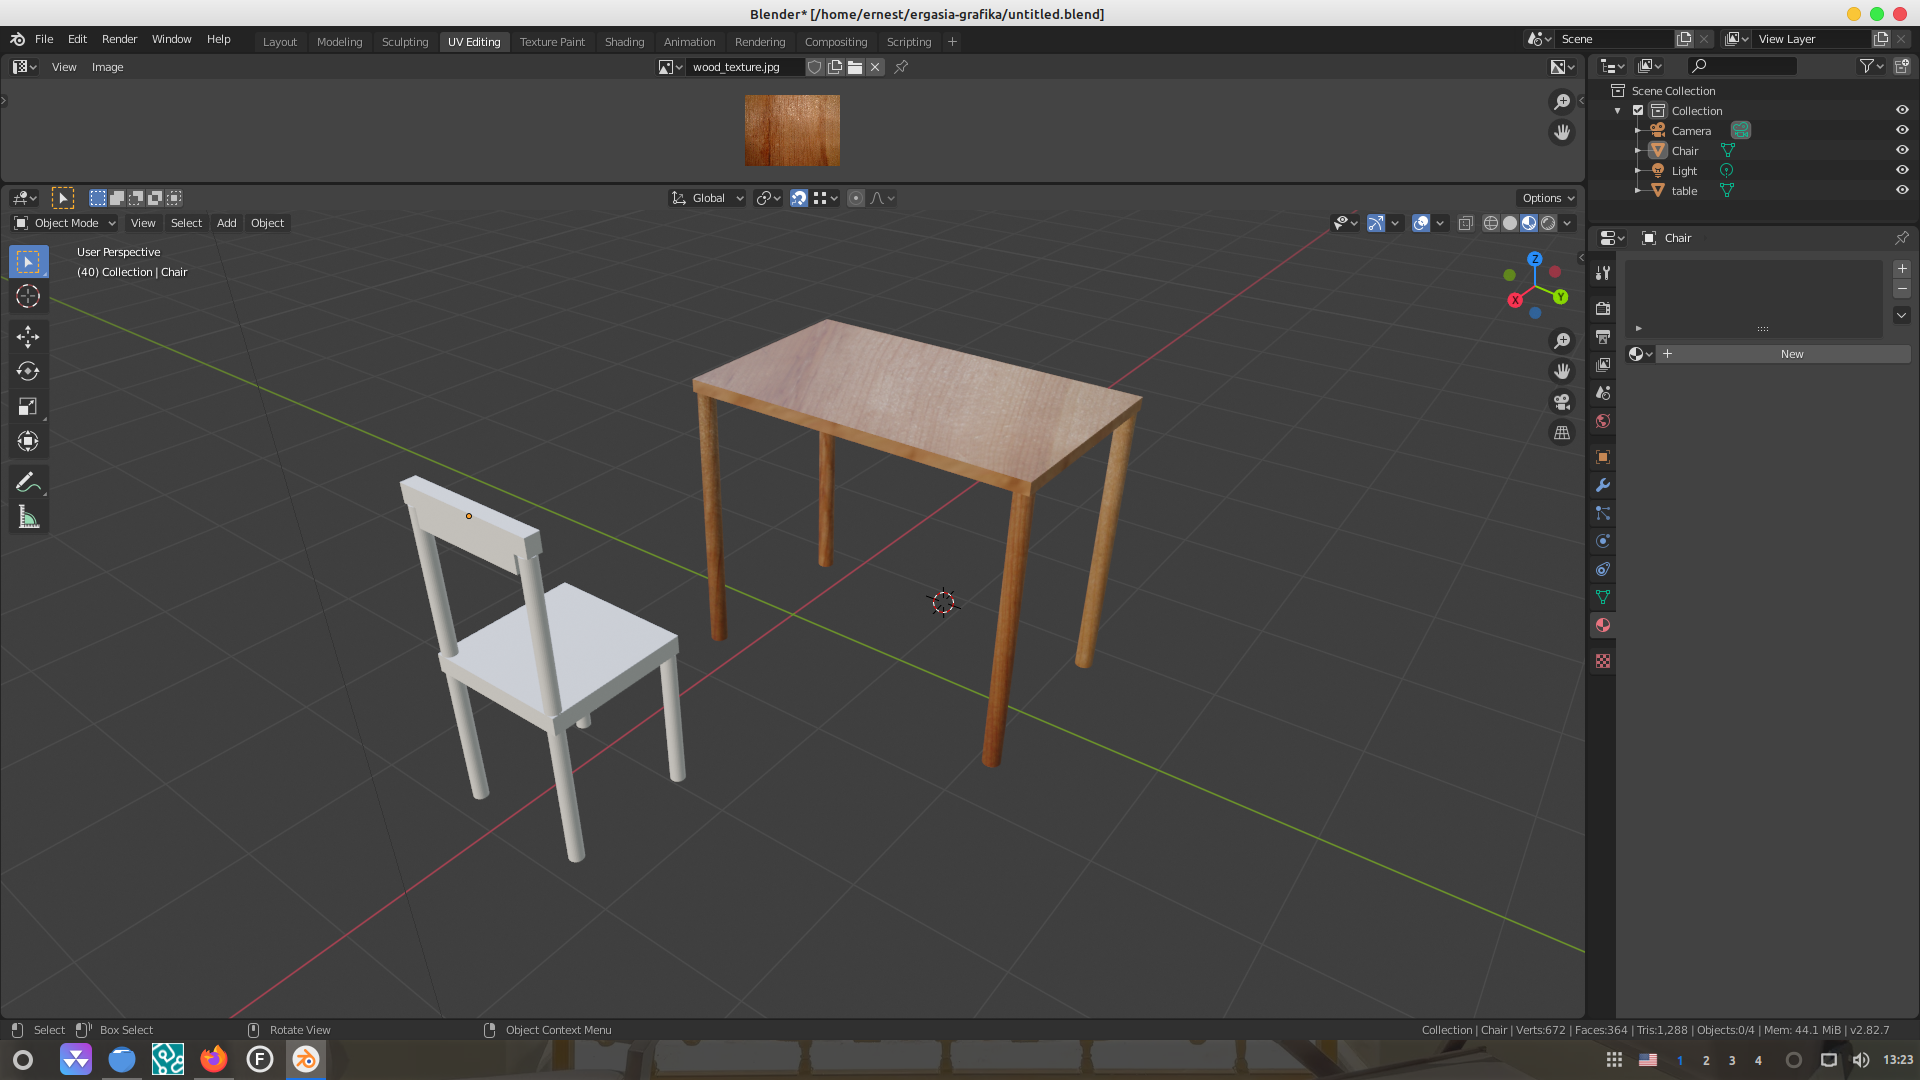 Blender* [/home/ernest/ergasia-grafika/untitled.blend]
File Edit Render Window Help Layout Modeling Sculpting UV Editing Texture Paint Shading Animation Rendering Compositing Scripting + Scene View Layer
View Image wood_texture.jpg
Scene Collection
Collection
Camera
Chair
Light
table
Global Options
Object Mode View Select Add Object
User Perspective
(40) Collection | Chair
Z
X
Y
Chair
New
Select Box Select Rotate View Object Context Menu Collection | Chair | Verts:672 | Faces:364 | Tris:1,288 | Objects:0/4 | Mem: 44.1 MiB | v2.82.7
F 1 2 3 4 13:23